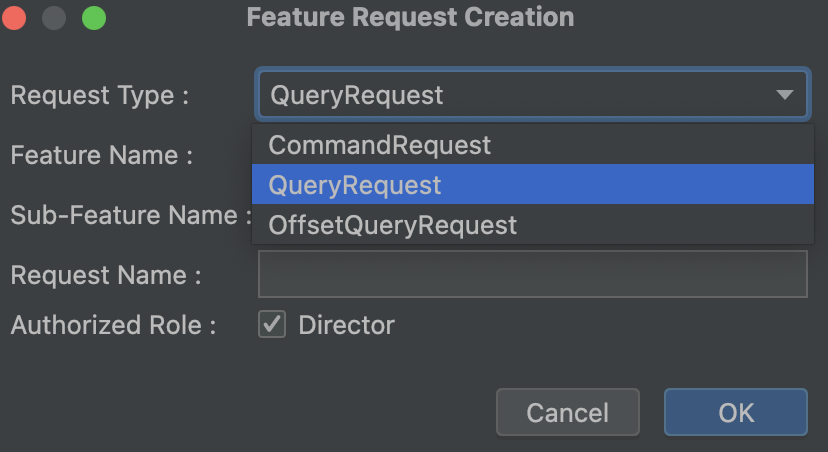 Feature Request Creation
Request Type : QueryRequest
CommandRequest
Feature Name :
QueryRequest
Sub-Feature Name :
OffsetQueryRequest
Request Name :
Authorized Role : Director
Cancel OK